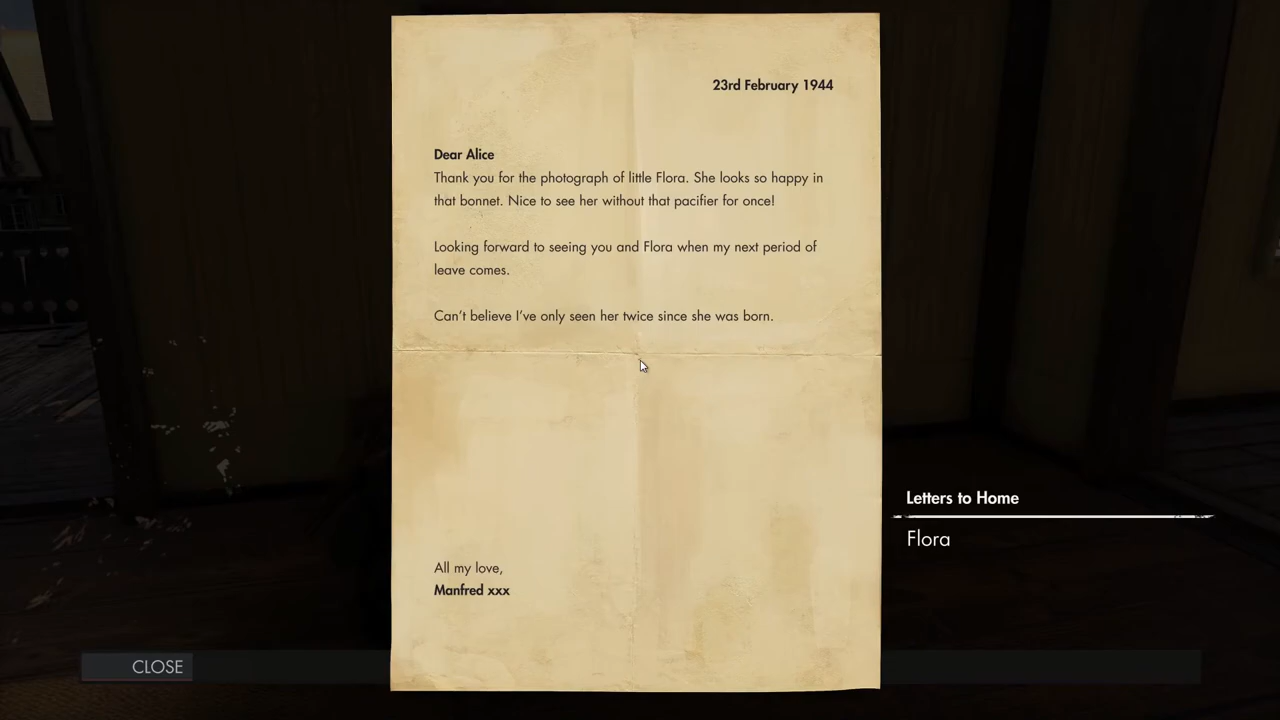 23rd February 1944
Dear Alice
Thank you for the photograph of little Flora. She looks so happy in
that bonnet. Nice to see her without that pacifier for once!
Looking forward to seeing you and Flora when my next period of
leave comes.
Can't believe I've only seen her twice since she was born.
All my love,
Manfred xxx
Letters to Home
Flora
CLOSE